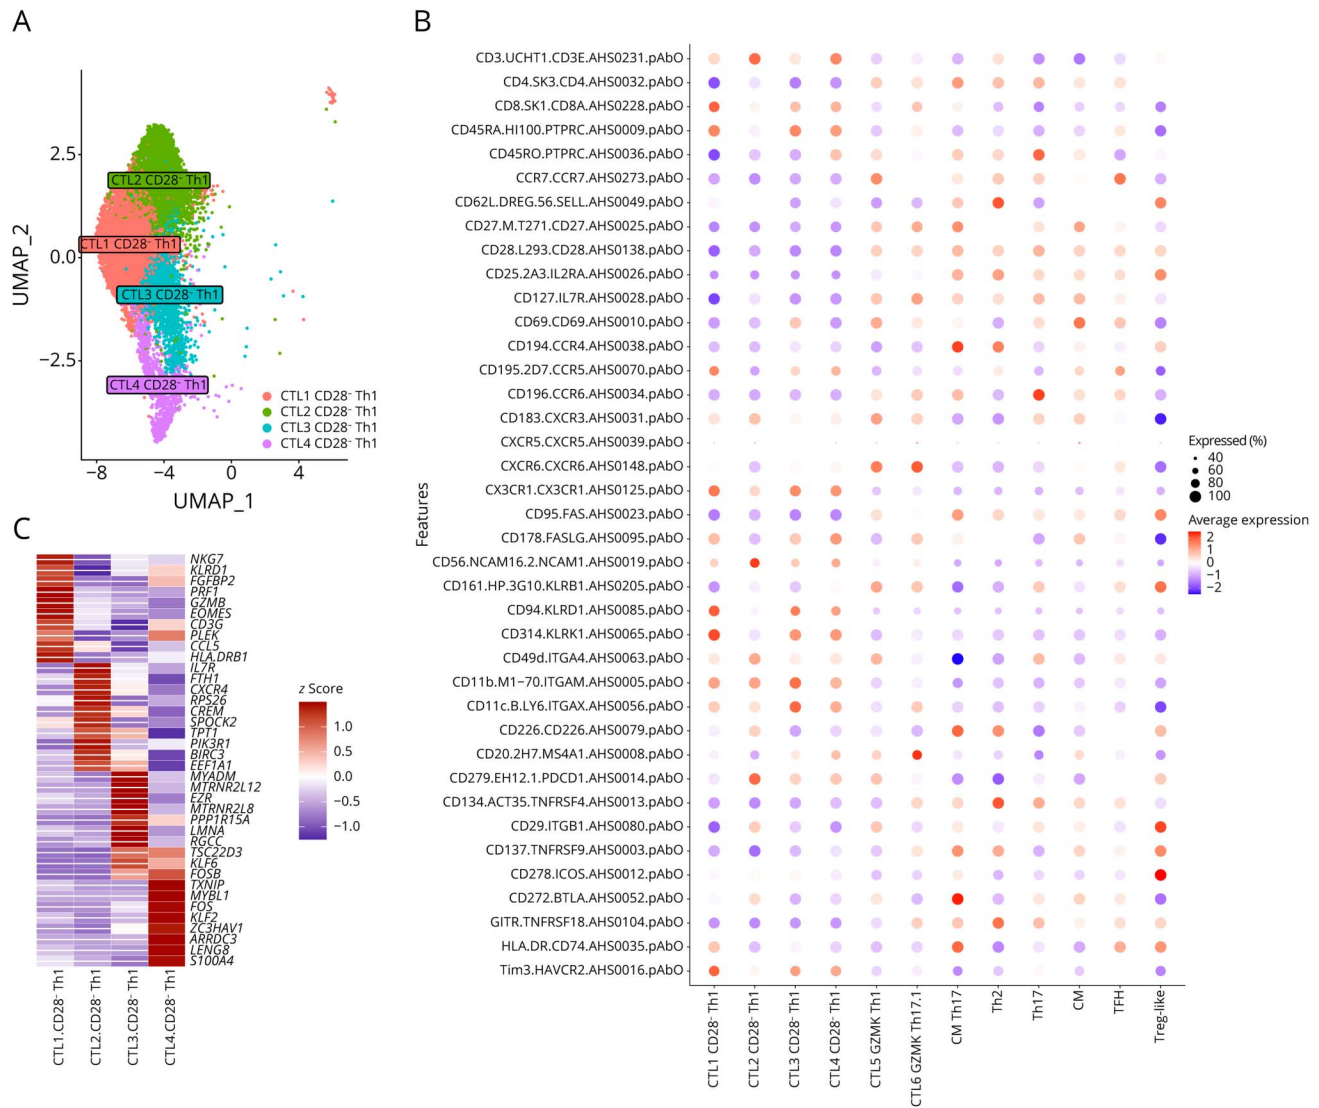 A
UMAP_2
2.5
0.0
−2.5
CTL2 CD28⁻ Th1
CTL1 CD28⁻ Th1
CTL3 CD28⁻ Th1
CTL4 CD28⁻ Th1
CTL1 CD28⁻ Th1
CTL2 CD28⁻ Th1
CTL3 CD28⁻ Th1
CTL4 CD28⁻ Th1
−8
−4
0
4
UMAP_1
B
Features
CD3.UCHT1.CD3E.AHS0231.pAbO
CD4.SK3.CD4.AHS0032.pAbO
CD8.SK1.CD8A.AHS0228.pAbO
CD45RA.HI100.PTPRC.AHS0009.pAbO
CD45RO.PTPRC.AHS0036.pAbO
CCR7.CCR7.AHS0273.pAbO
CD62L.DREG.56.SELL.AHS0049.pAbO
CD27.M.T271.CD27.AHS0025.pAbO
CD28.L293.CD28.AHS0138.pAbO
CD25.2A3.IL2RA.AHS0026.pAbO
CD127.IL7R.AHS0028.pAbO
CD69.CD69.AHS0010.pAbO
CD194.CCR4.AHS0038.pAbO
CD195.2D7.CCR5.AHS0070.pAbO
CD196.CCR6.AHS0034.pAbO
CD183.CXCR3.AHS0031.pAbO
CXCR5.CXCR5.AHS0039.pAbO
CXCR6.CXCR6.AHS0148.pAbO
CX3CR1.CX3CR1.AHS0125.pAbO
CD95.FAS.AHS0023.pAbO
CD178.FASLG.AHS0095.pAbO
CD56.NCAM16.2.NCAM1.AHS0019.pAbO
CD161.HP.3G10.KLRB1.AHS0205.pAbO
CD94.KLRD1.AHS0085.pAbO
CD314.KLRK1.AHS0065.pAbO
CD49d.ITGA4.AHS0063.pAbO
CD11b.M1−70.ITGAM.AHS0005.pAbO
CD11c.B.LY6.ITGAX.AHS0056.pAbO
CD226.CD226.AHS0079.pAbO
CD20.2H7.MS4A1.AHS0008.pAbO
CD279.EH12.1.PDCD1.AHS0014.pAbO
CD134.ACT35.TNFRSF4.AHS0013.pAbO
CD29.ITGB1.AHS0080.pAbO
CD137.TNFRSF9.AHS0003.pAbO
CD278.ICOS.AHS0012.pAbO
CD272.BTLA.AHS0052.pAbO
GITR.TNFRSF18.AHS0104.pAbO
HLA.DR.CD74.AHS0035.pAbO
Tim3.HAVCR2.AHS0016.pAbO
CTL1 CD28⁻ Th1
CTL2 CD28⁻ Th1
CTL3 CD28⁻ Th1
CTL4 CD28⁻ Th1
CTL5 GZMK Th1
CTL6 GZMK Th17.1
CM Th17
Th2
Th17
CM
TFH
Treg-like
Expressed (%)
40
60
80
100
Average expression
2
1
0
−1
−2
C
NKG7
KLRD1
FGFBP2
PRF1
GZMB
EOMES
CD3G
PLEK
CCL5
HLA.DRB1
IL7R
FTH1
CXCR4
RPS26
CREM
SPOCK2
TPT1
PIK3R1
BIRC3
EEF1A1
MYADM
MTRNR2L12
EZR
MTRNR2L8
PPP1R15A
LMNA
RGCC
TSC22D3
KLF6
FOSB
TXNIP
MYBL1
FOS
KLF2
ZC3HAV1
ARRDC3
LENG8
S100A4
CTL1.CD28⁻ Th1
CTL2.CD28⁻ Th1
CTL3.CD28⁻ Th1
CTL4.CD28⁻ Th1
z Score
1.0
0.5
0.0
−0.5
−1.0